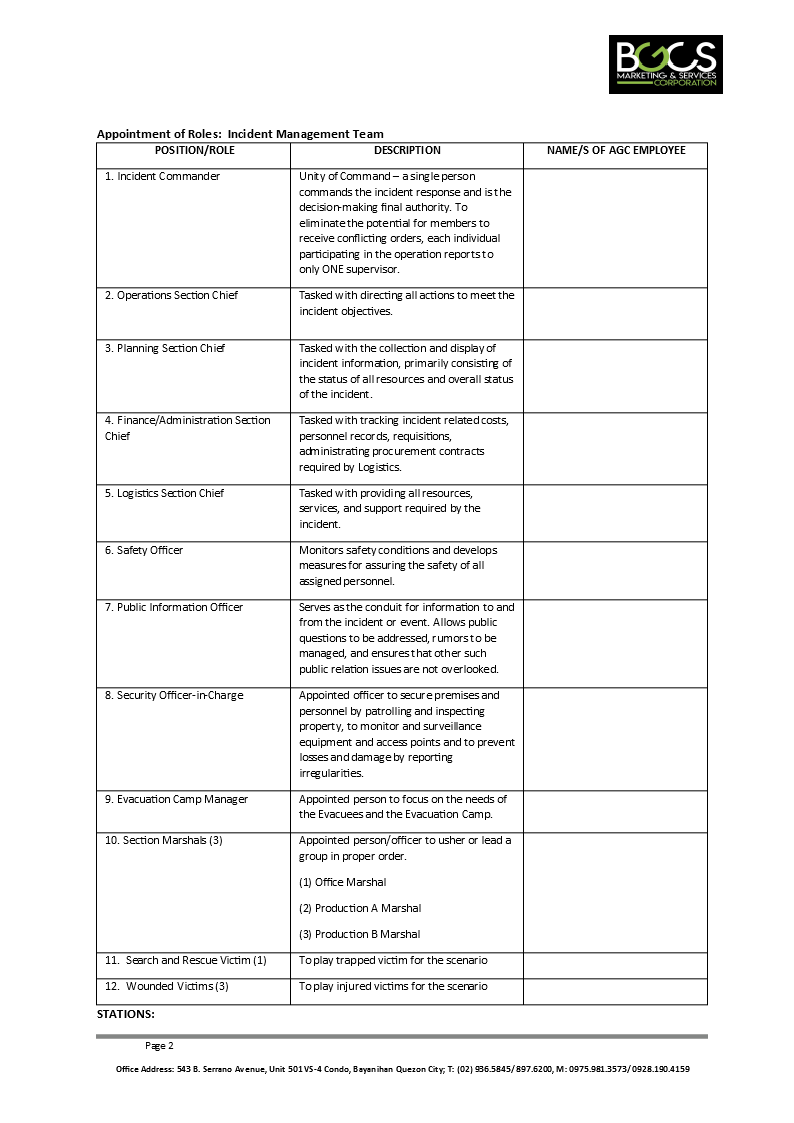 BGCS
MARKETING & SERVICES
CORPORATION
Appointment of Roles: Incident Management Team
POSITION/ROLE
DESCRIPTION
NAME/S OF AGC EMPLOYEE
1. Incident Commander
Unity of Command – a single person
commands the incident response and is the
decision-making final authority. To
eliminate the potential for members to
receive conflicting orders, each individual
participating in the operation reports to
only ONE supervisor.
2. Operations Section Chief
Tasked with directing all actions to meet the
incident objectives.
3. Planning Section Chief
Tasked with the collection and display of
incident information, primarily consisting of
the status of all resources and overall status
of the incident.
4. Finance/Administration Section
Chief
Tasked with tracking incident related costs,
personnel records, requisitions,
administrating procurement contracts
required by Logistics.
5. Logistics Section Chief
Tasked with providing all resources,
services, and support required by the
incident.
6. Safety Officer
Monitors safety conditions and develops
measures for assuring the safety of all
assigned personnel.
7. Public Information Officer
Serves as the conduit for information to and
from the incident or event. Allows public
questions to be addressed, rumors to be
managed, and ensures that other such
public relation issues are not overlooked.
8. Security Officer-in-Charge
Appointed officer to secure premises and
personnel by patrolling and inspecting
property, to monitor and surveillance
equipment and access points and to prevent
losses and damage by reporting
irregularities.
9. Evacuation Camp Manager
Appointed person to focus on the needs of
the Evacuees and the Evacuation Camp.
10. Section Marshals (3)
Appointed person/officer to usher or lead a
group in proper order.
(1) Office Marshal
(2) Production A Marshal
(3) Production B Marshal
11. Search and Rescue Victim (1)
To play trapped victim for the scenario
12. Wounded Victims (3)
To play injured victims for the scenario
STATIONS:
Page 2
Office Address: 543 B. Serrano Avenue, Unit 501 VS-4 Condo, Bayanihan Quezon City; T: (02) 936.5845/ 897.6200, M: 0975.981.3573/ 0928.190.4159